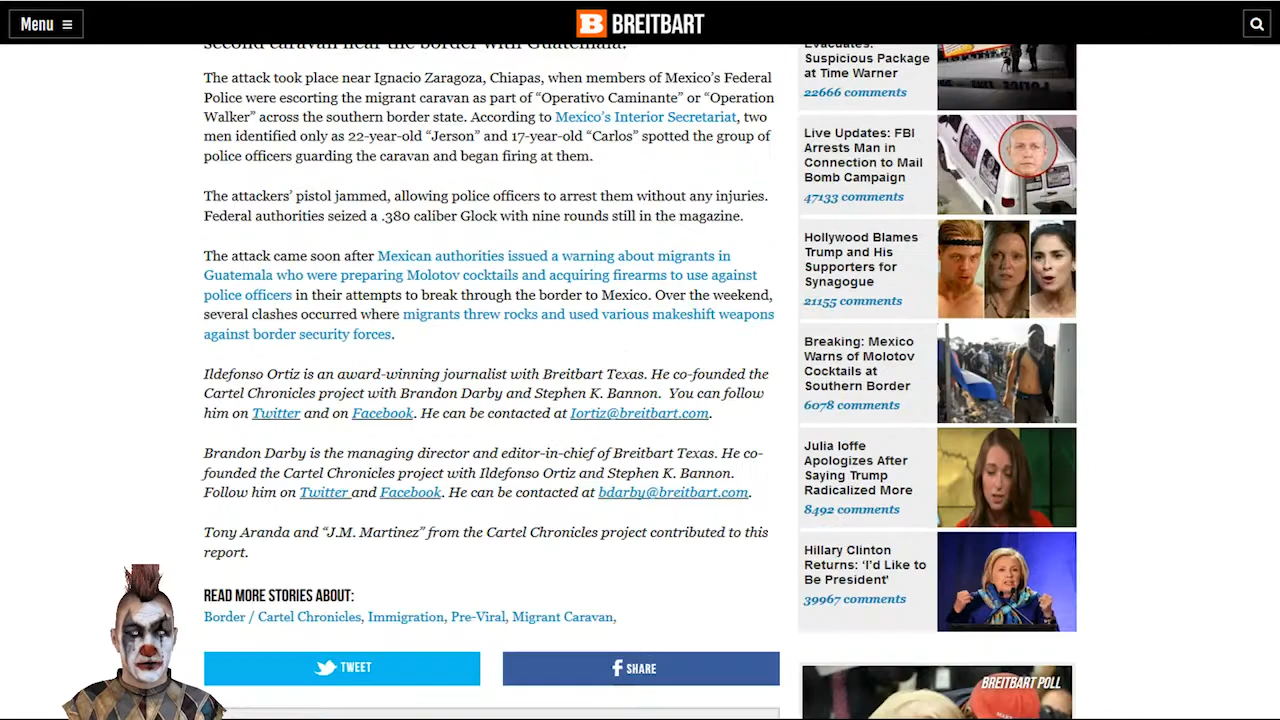 Menu
BREITBART
second caravan near the border with Guatemala.
The attack took place near Ignacio Zaragoza, Chiapas, when members of Mexico’s Federal
Police were escorting the migrant caravan as part of “Operativo Caminante” or “Operation
Walker” across the southern border state. According to Mexico’s Interior Secretariat, two
men identified only as 22-year-old “Jerson” and 17-year-old “Carlos” spotted the group of
police officers guarding the caravan and began firing at them.
The attackers’ pistol jammed, allowing police officers to arrest them without any injuries.
Federal authorities seized a .380 caliber Glock with nine rounds still in the magazine.
The attack came soon after Mexican authorities issued a warning about migrants in
Guatemala who were preparing Molotov cocktails and acquiring firearms to use against
police officers in their attempts to break through the border to Mexico. Over the weekend,
several clashes occurred where migrants threw rocks and used various makeshift weapons
against border security forces.
Ildefonso Ortiz is an award-winning journalist with Breitbart Texas. He co-founded the
Cartel Chronicles project with Brandon Darby and Stephen K. Bannon.  You can follow
him on Twitter and on Facebook. He can be contacted at Iortiz@breitbart.com.
Brandon Darby is the managing director and editor-in-chief of Breitbart Texas. He co-
founded the Cartel Chronicles project with Ildefonso Ortiz and Stephen K. Bannon.
Follow him on Twitter and Facebook. He can be contacted at bdarby@breitbart.com.
Tony Aranda and “J.M. Martinez” from the Cartel Chronicles project contributed to this
report.
READ MORE STORIES ABOUT:
Border / Cartel Chronicles, Immigration, Pre-Viral, Migrant Caravan,
TWEET
SHARE
Evacuates:
Suspicious Package
at Time Warner
22666 comments
Live Updates: FBI
Arrests Man in
Connection to Mail
Bomb Campaign
47133 comments
Hollywood Blames
Trump and His
Supporters for
Synagogue
21155 comments
Breaking: Mexico
Warns of Molotov
Cocktails at
Southern Border
6078 comments
Julia Ioffe
Apologizes After
Saying Trump
Radicalized More
8492 comments
Hillary Clinton
Returns: ‘I’d Like to
Be President’
39967 comments
BREITBART POLL